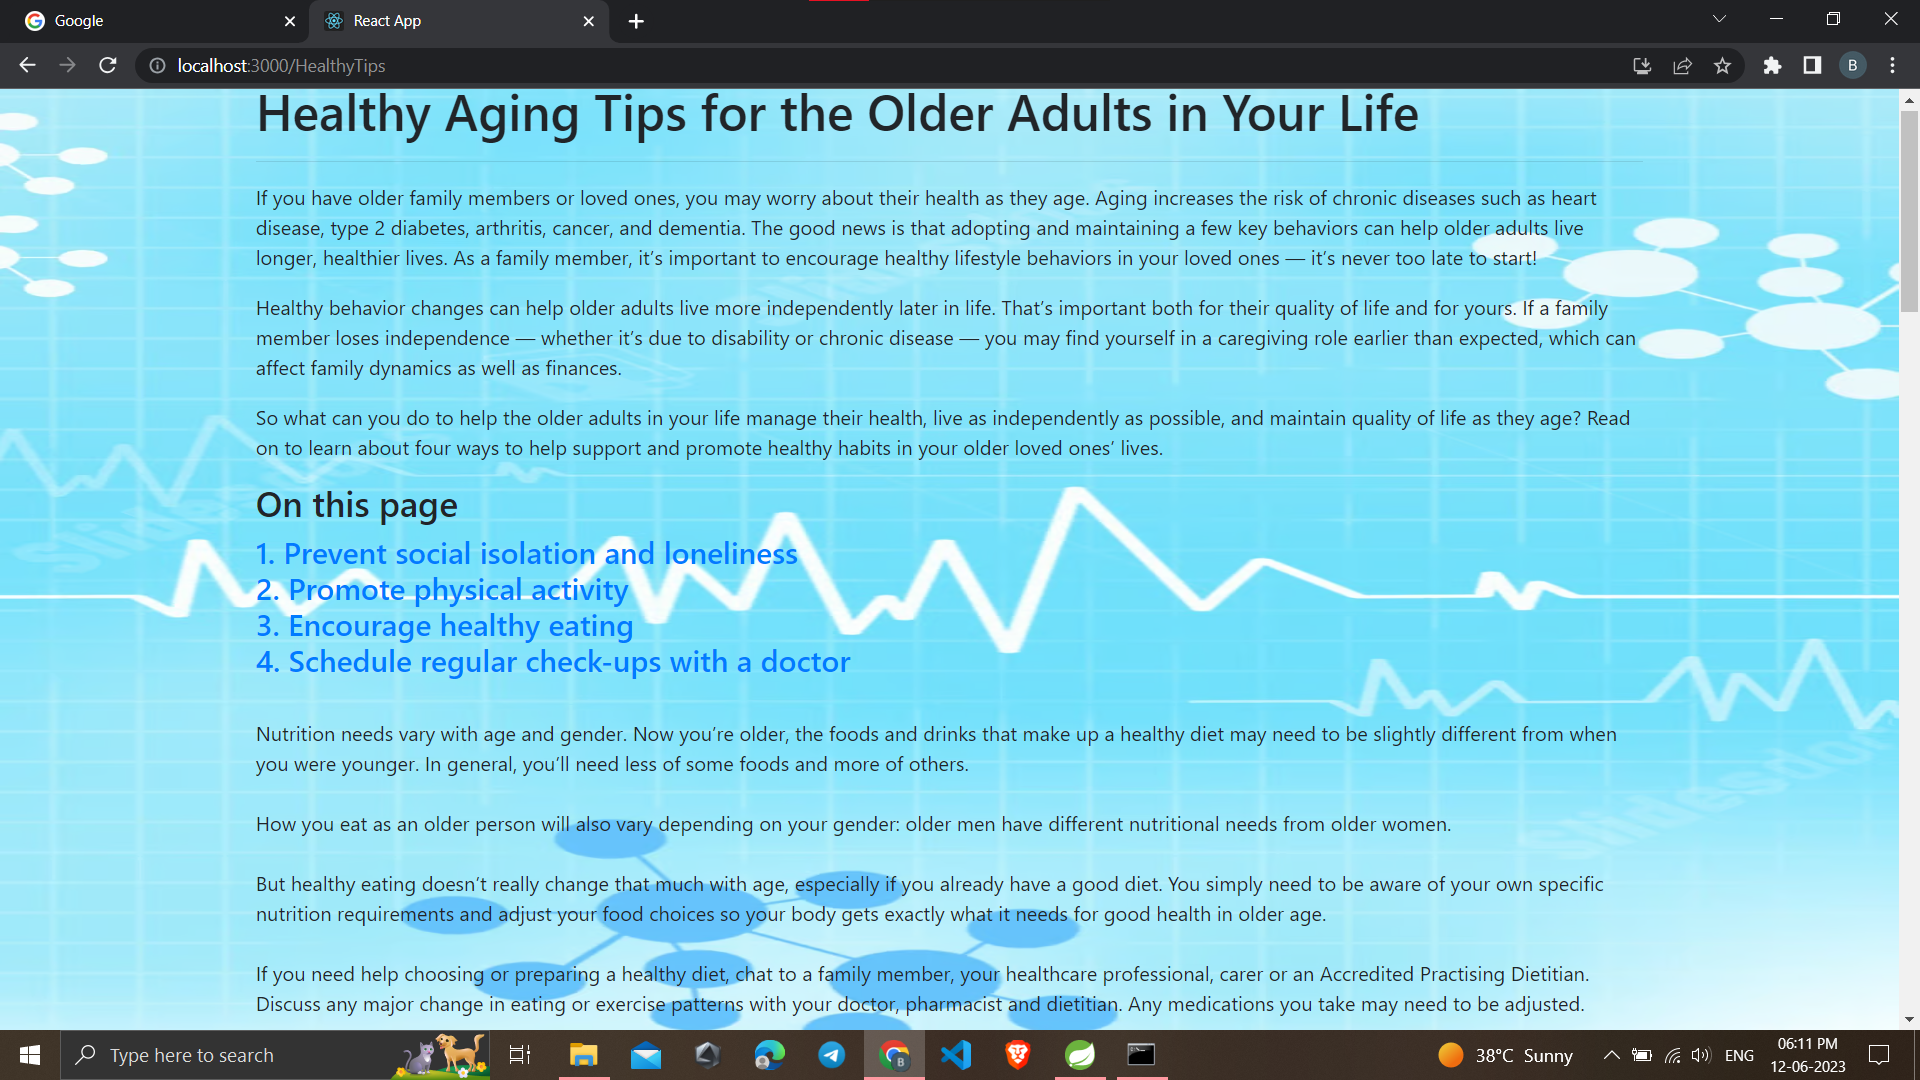 Google
React App
localhost:3000/HealthyTips
B
Healthy Aging Tips for the Older Adults in Your Life
If you have older family members or loved ones, you may worry about their health as they age. Aging increases the risk of chronic diseases such as heart
disease, type 2 diabetes, arthritis, cancer, and dementia. The good news is that adopting and maintaining a few key behaviors can help older adults live
longer, healthier lives. As a family member, it’s important to encourage healthy lifestyle behaviors in your loved ones — it’s never too late to start!
Healthy behavior changes can help older adults live more independently later in life. That’s important both for their quality of life and for yours. If a family
member loses independence — whether it’s due to disability or chronic disease — you may find yourself in a caregiving role earlier than expected, which can
affect family dynamics as well as finances.
So what can you do to help the older adults in your life manage their health, live as independently as possible, and maintain quality of life as they age? Read
on to learn about four ways to help support and promote healthy habits in your older loved ones’ lives.
On this page
1. Prevent social isolation and loneliness
2. Promote physical activity
3. Encourage healthy eating
4. Schedule regular check-ups with a doctor
Nutrition needs vary with age and gender. Now you’re older, the foods and drinks that make up a healthy diet may need to be slightly different from when
you were younger. In general, you’ll need less of some foods and more of others.
How you eat as an older person will also vary depending on your gender: older men have different nutritional needs from older women.
But healthy eating doesn’t really change that much with age, especially if you already have a good diet. You simply need to be aware of your own specific
nutrition requirements and adjust your food choices so your body gets exactly what it needs for good health in older age.
If you need help choosing or preparing a healthy diet, chat to a family member, your healthcare professional, carer or an Accredited Practising Dietitian.
Discuss any major change in eating or exercise patterns with your doctor, pharmacist and dietitian. Any medications you take may need to be adjusted.
Type here to search
B
38°C Sunny
ENG
06:11 PM
12-06-2023